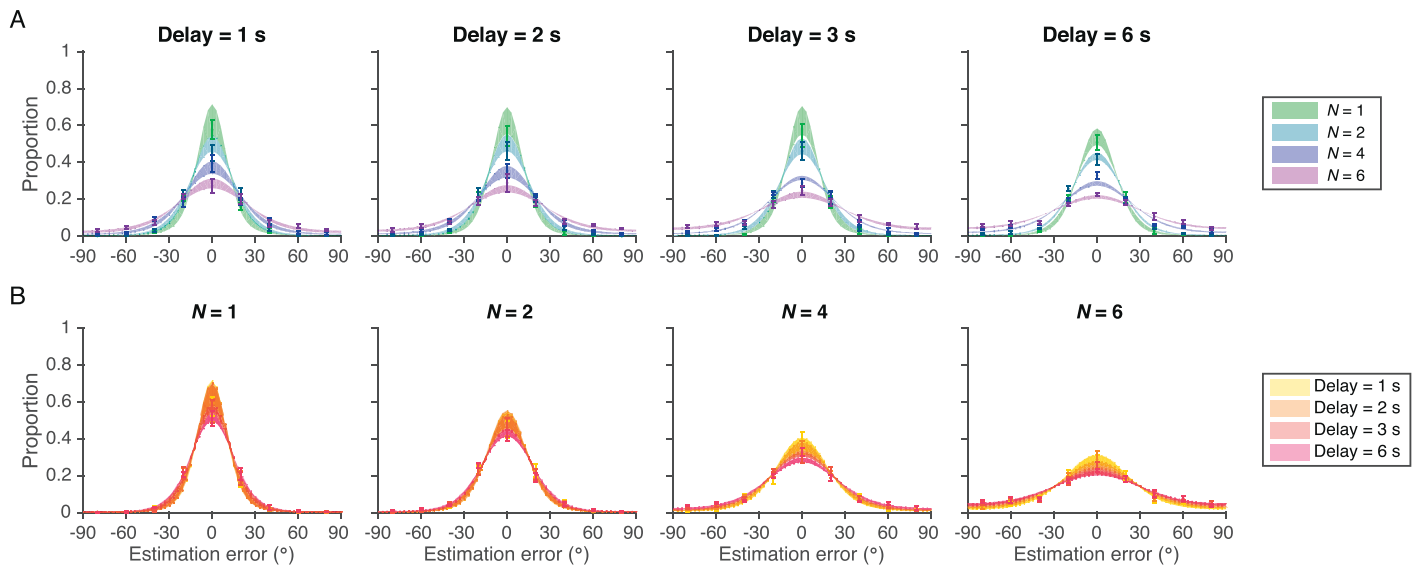 A
Delay = 1 s
Delay = 2 s
Delay = 3 s
Delay = 6 s
Proportion
1
0.8
0.6
0.4
0.2
0
-90 -60 -30 0 30 60 90
-90 -60 -30 0 30 60 90
-90 -60 -30 0 30 60 90
-90 -60 -30 0 30 60 90
N = 1
N = 2
N = 4
N = 6
B
N = 1
N = 2
N = 4
N = 6
Proportion
1
0.8
0.6
0.4
0.2
0
-90 -60 -30 0 30 60 90
-90 -60 -30 0 30 60 90
-90 -60 -30 0 30 60 90
-90 -60 -30 0 30 60 90
Estimation error (°)
Estimation error (°)
Estimation error (°)
Estimation error (°)
Delay = 1 s
Delay = 2 s
Delay = 3 s
Delay = 6 s